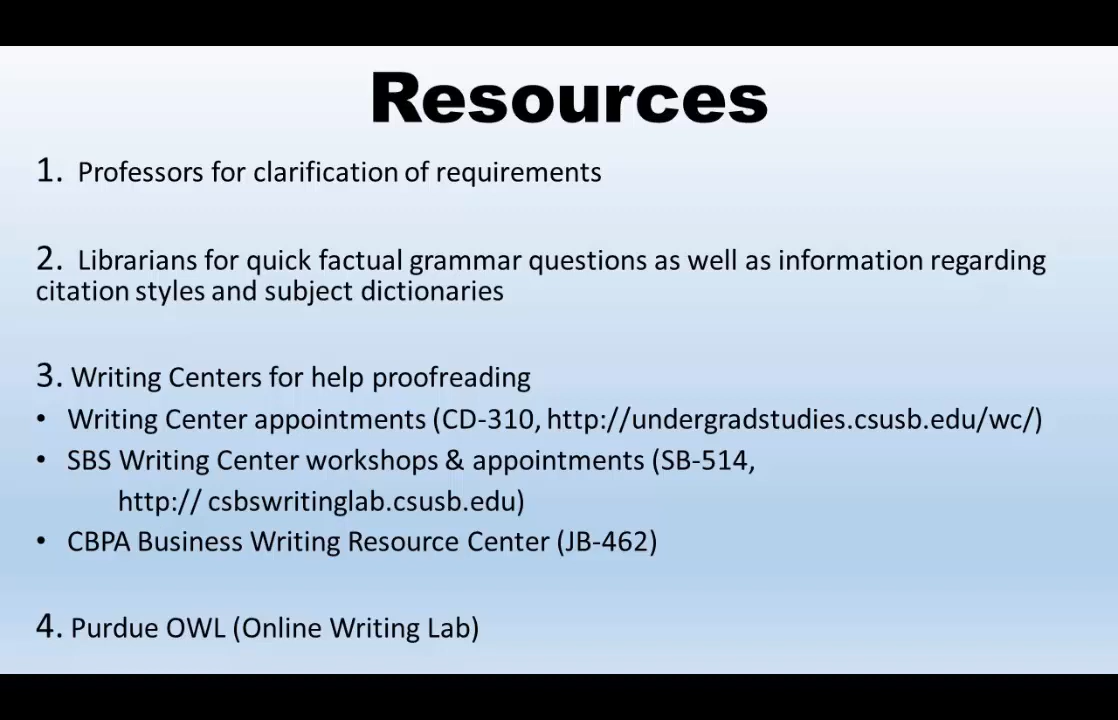 Resources
1. Professors for clarification of requirements
2. Librarians for quick factual grammar questions as well as information regarding
citation styles and subject dictionaries
3. Writing Centers for help proofreading
• Writing Center appointments (CD-310, http://undergradstudies.csusb.edu/wc/)
• SBS Writing Center workshops & appointments (SB-514,
http:// csbswritinglab.csusb.edu)
• CBPA Business Writing Resource Center (JB-462)
4. Purdue OWL (Online Writing Lab)